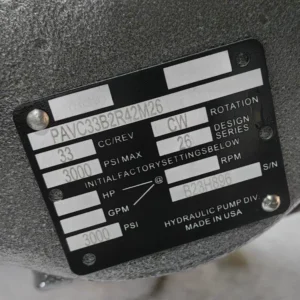 PAVC33B2R42M26
33 CC/REV CW ROTATION
3000 PSI MAX 26 DESIGN SERIES
INITIAL FACTORY SETTINGS BELOW
HP @ RPM
GPM S/N
3000 PSI HYDRAULIC PUMP DIV
MADE IN USA